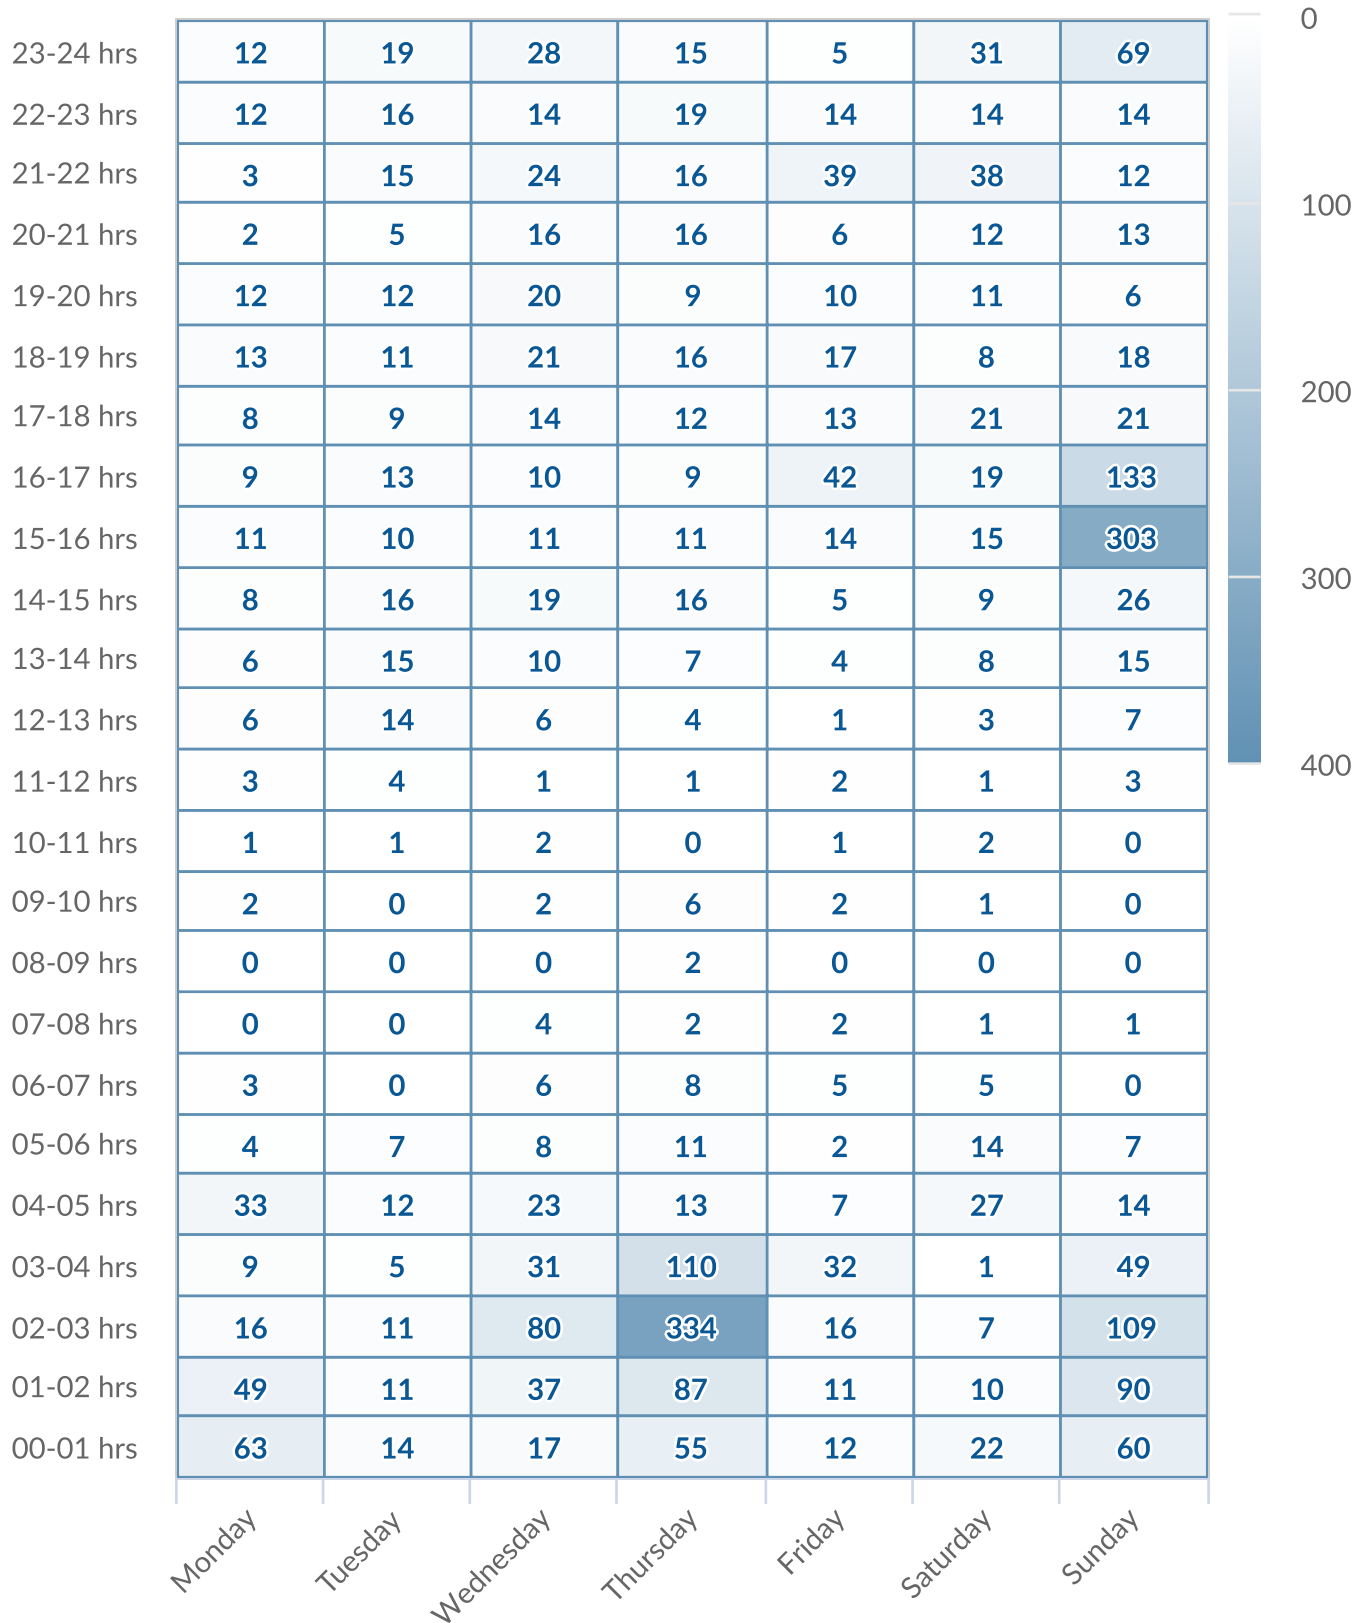 23-24 hrs 12 19 28 15 5 31 69
22-23 hrs 12 16 14 19 14 14 14
21-22 hrs 3 15 24 16 39 38 12
20-21 hrs 2 5 16 16 6 12 13
19-20 hrs 12 12 20 9 10 11 6
18-19 hrs 13 11 21 16 17 8 18
17-18 hrs 8 9 14 12 13 21 21
16-17 hrs 9 13 10 9 42 19 133
15-16 hrs 11 10 11 11 14 15 303
14-15 hrs 8 16 19 16 5 9 26
13-14 hrs 6 15 10 7 4 8 15
12-13 hrs 6 14 6 4 1 3 7
11-12 hrs 3 4 1 1 2 1 3
10-11 hrs 1 1 2 0 1 2 0
09-10 hrs 2 0 2 6 2 1 0
08-09 hrs 0 0 0 2 0 0 0
07-08 hrs 0 0 4 2 2 1 1
06-07 hrs 3 0 6 8 5 5 0
05-06 hrs 4 7 8 11 2 14 7
04-05 hrs 33 12 23 13 7 27 14
03-04 hrs 9 5 31 110 32 1 49
02-03 hrs 16 11 80 334 16 7 109
01-02 hrs 49 11 37 87 11 10 90
00-01 hrs 63 14 17 55 12 22 60
Monday Tuesday Wednesday Thursday Friday Saturday Sunday
0
100
200
300
400